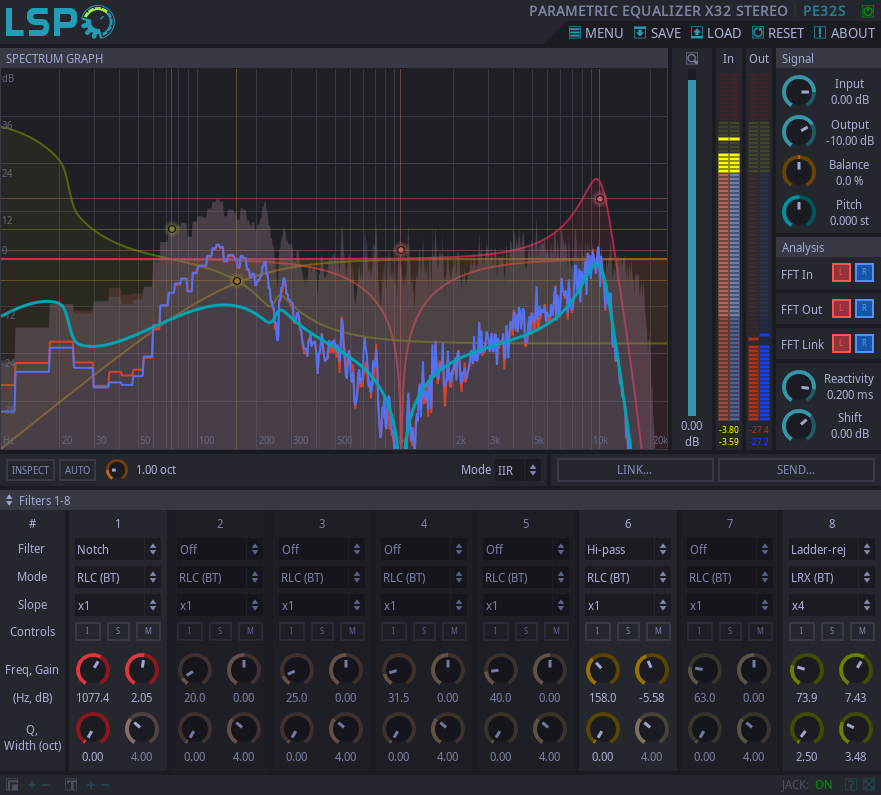 LSP
PARAMETRIC EQUALIZER X32 STEREO PE32S
MENU SAVE LOAD RESET ABOUT
SPECTRUM GRAPH
In Out
Signal
dB
36
24
12
0
-12
-24
Hz 20 30 50 100 200 300 500 1k 2k 3k 5k 10k 20k
0.00
dB
-3.80 -27.4
-3.59 -27.2
Input
0.00 dB
Output
-10.00 dB
Balance
0.0 %
Pitch
0.000 st
Analysis
FFT In L R
FFT Out L R
FFT Link L R
Reactivity
0.200 ms
Shift
0.00 dB
INSPECT AUTO 1.00 oct Mode IIR LINK... SEND...
Filters 1-8
# 1 2 3 4 5 6 7 8
Filter Notch Off Off Off Off Hi-pass Off Ladder-rej
Mode RLC (BT) RLC (BT) RLC (BT) RLC (BT) RLC (BT) RLC (BT) RLC (BT) LRX (BT)
Slope x1 x1 x1 x1 x1 x1 x1 x4
Controls I S M I S M I S M I S M I S M I S M I S M I S M
Freq, Gain
(Hz, dB) 1077.4 2.05 20.0 0.00 25.0 0.00 31.5 0.00 40.0 0.00 158.0 -5.58 63.0 0.00 73.9 7.43
Q,
Width (oct)
0.00 4.00 0.00 4.00 0.00 4.00 0.00 4.00 0.00 4.00 0.00 4.00 0.00 4.00 2.50 3.48
JACK: ON